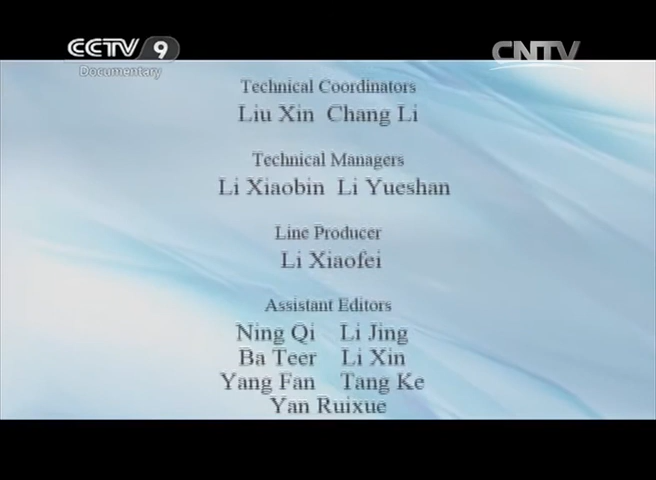 CCTV 9
Documentary
CNTV
Technical Coordinators
Liu Xin Chang Li
Technical Managers
Li Xiaobin Li Yueshan
Line Producer
Li Xiaofei
Assistant Editors
Ning Qi Li Jing
Ba Teer Li Xin
Yang Fan Tang Ke
Yan Ruixue